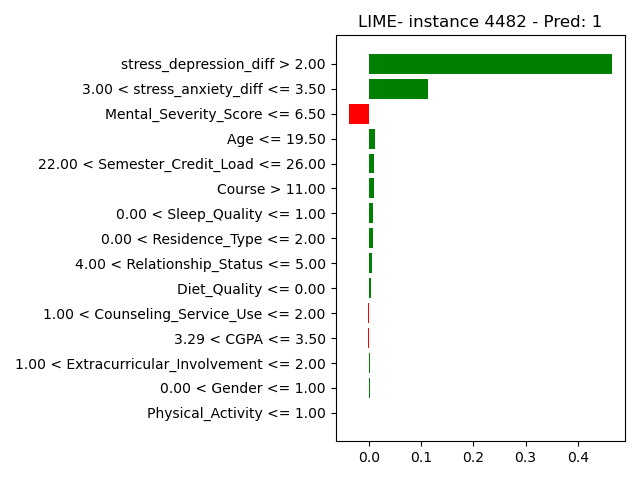 LIME- instance 4482 - Pred: 1
stress_depression_diff > 2.00
3.00 < stress_anxiety_diff <= 3.50
Mental_Severity_Score <= 6.50
Age <= 19.50
22.00 < Semester_Credit_Load <= 26.00
Course > 11.00
0.00 < Sleep_Quality <= 1.00
0.00 < Residence_Type <= 2.00
4.00 < Relationship_Status <= 5.00
Diet_Quality <= 0.00
1.00 < Counseling_Service_Use <= 2.00
3.29 < CGPA <= 3.50
1.00 < Extracurricular_Involvement <= 2.00
0.00 < Gender <= 1.00
Physical_Activity <= 1.00
0.0 0.1 0.2 0.3 0.4